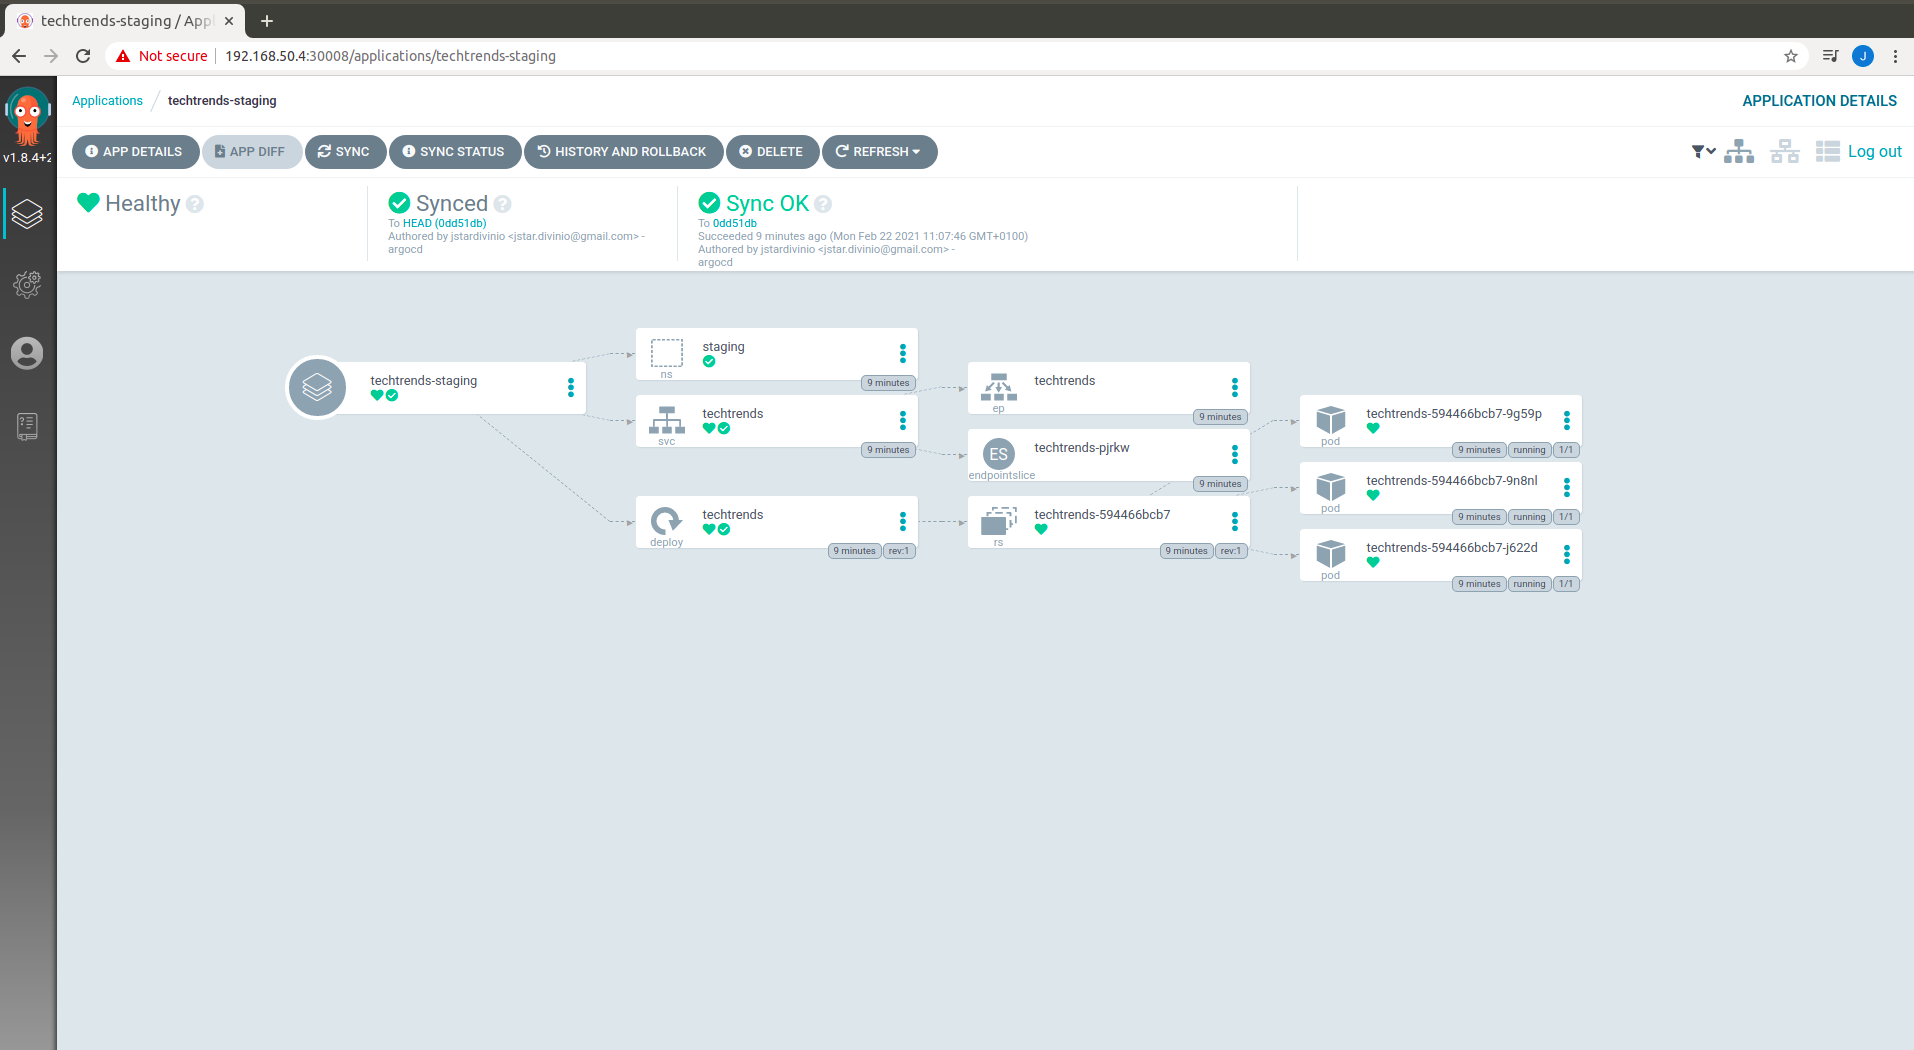 techtrends-staging / App
Not secure
192.168.50.4:30008/applications/techtrends-staging
J
v1.8.4+2
Applications / techtrends-staging
APPLICATION DETAILS
APP DETAILS
APP DIFF
SYNC
SYNC STATUS
HISTORY AND ROLLBACK
DELETE
REFRESH
Log out
Healthy
Synced
To HEAD (0dd51db)
Authored by jstardivinio <jstar.divinio@gmail.com> -
argocd
Sync OK
To 0dd51db
Succeeded 9 minutes ago (Mon Feb 22 2021 11:07:46 GMT+0100)
Authored by jstardivinio <jstar.divinio@gmail.com> -
argocd
techtrends-staging
staging
ns
9 minutes
techtrends
svc
9 minutes
techtrends
deploy
9 minutes rev:1
techtrends
ep
9 minutes
ES
techtrends-pjrkw
endpointslice
9 minutes
techtrends-594466bcb7
rs
9 minutes rev:1
techtrends-594466bcb7-9g59p
pod
9 minutes running 1/1
techtrends-594466bcb7-9n8nl
pod
9 minutes running 1/1
techtrends-594466bcb7-j622d
pod
9 minutes running 1/1